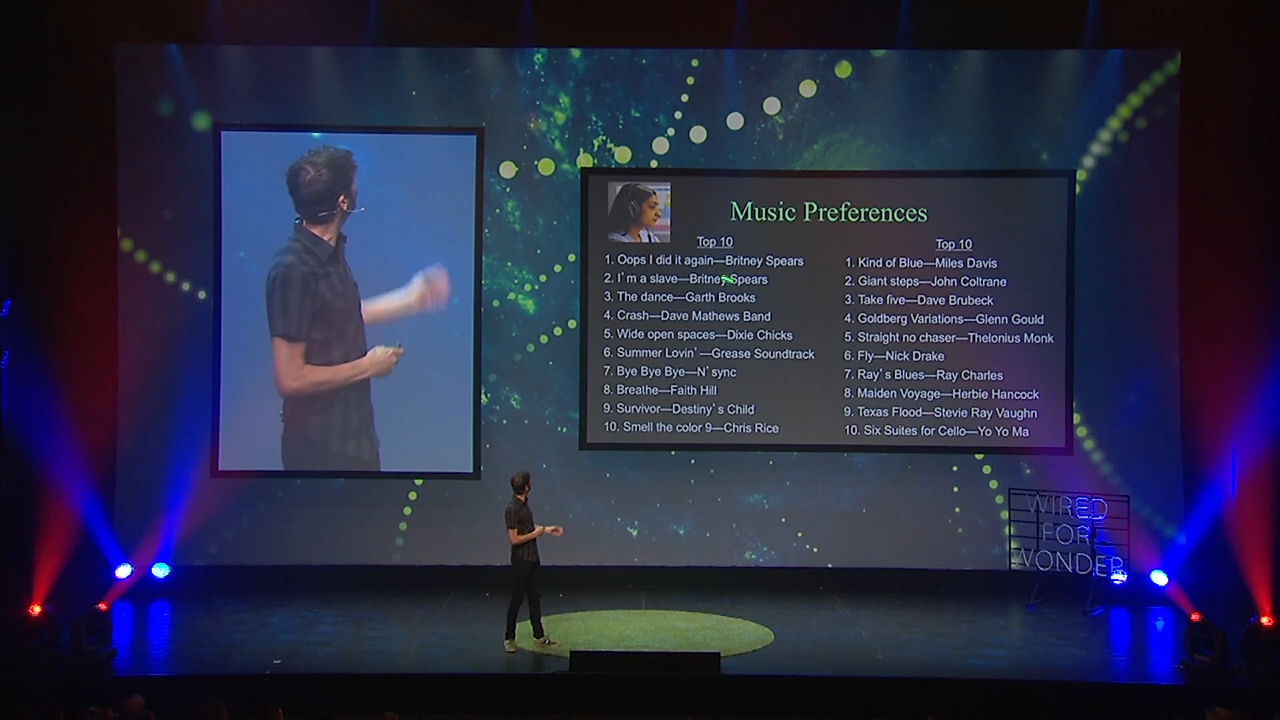 Music Preferences
Top 10
1. Oops I did it again—Britney Spears
2. I'm a slave—Britney Spears
3. The dance—Garth Brooks
4. Crash—Dave Mathews Band
5. Wide open spaces—Dixie Chicks
6. Summer Lovin'—Grease Soundtrack
7. Bye Bye Bye—N'sync
8. Breathe—Faith Hill
9. Survivor—Destiny's Child
10. Smell the color 9—Chris Rice
Top 10
1. Kind of Blue—Miles Davis
2. Giant steps—John Coltrane
3. Take five—Dave Brubeck
4. Goldberg Variations—Glenn Gould
5. Straight no chaser—Thelonius Monk
6. Fly—Nick Drake
7. Ray's Blues—Ray Charles
8. Maiden Voyage—Herbie Hancock
9. Texas Flood—Stevie Ray Vaughn
10. Six Suites for Cello—Yo Yo Ma
WIRED
FOR
WONDER